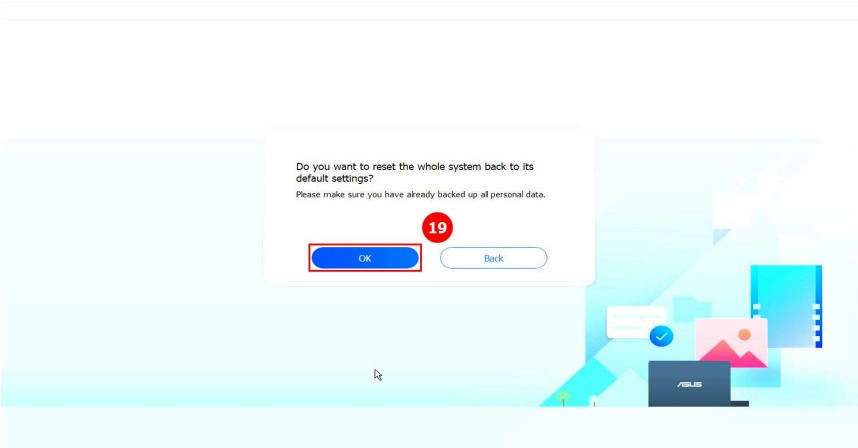 Do you want to reset the whole system back to its
default settings?
Please make sure you have already backed up all personal data.
19
OK Back
ASUS